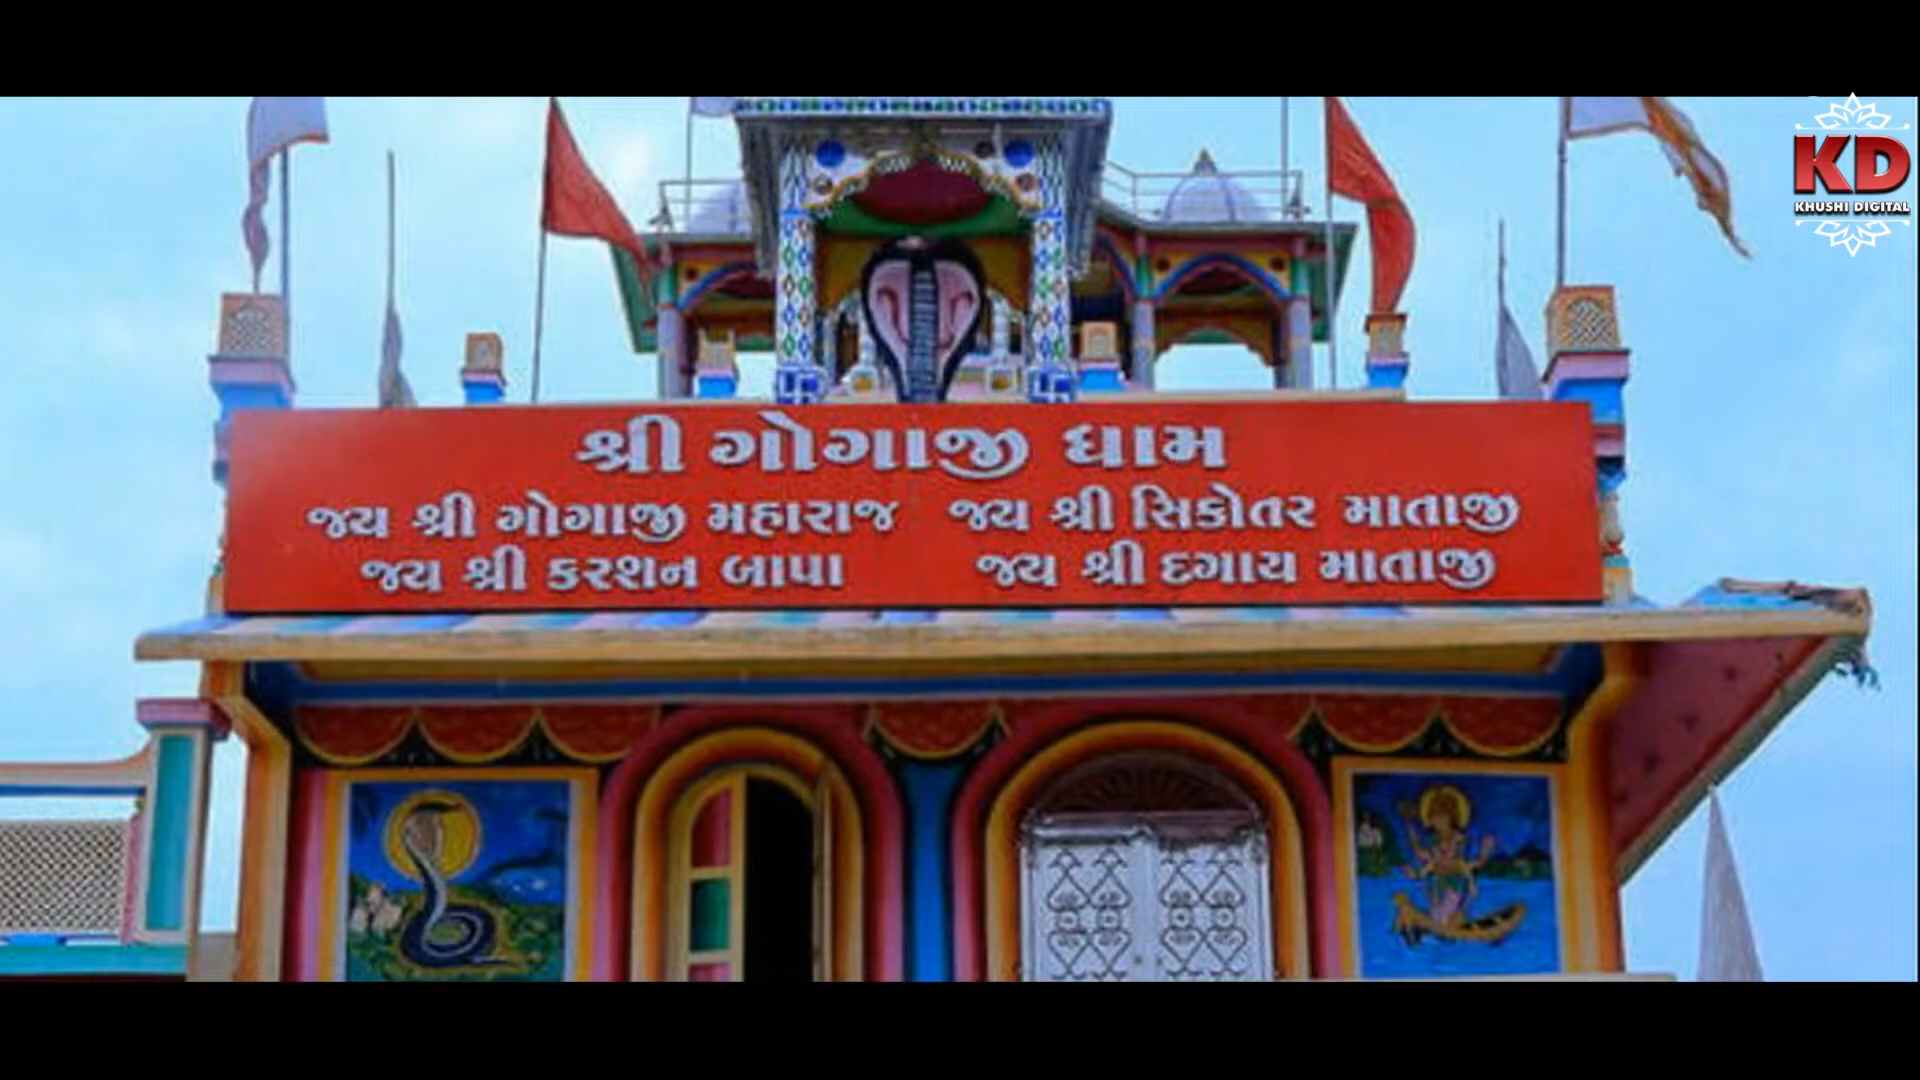 શ્રી ગોગાજી ધામ
જય શ્રી ગોગાજી મહારાજ જય શ્રી સિકોતર માતાજી
જય શ્રી કરશન બાપા જય શ્રી દગાય માતાજી
KD
KHUSHI DIGITAL